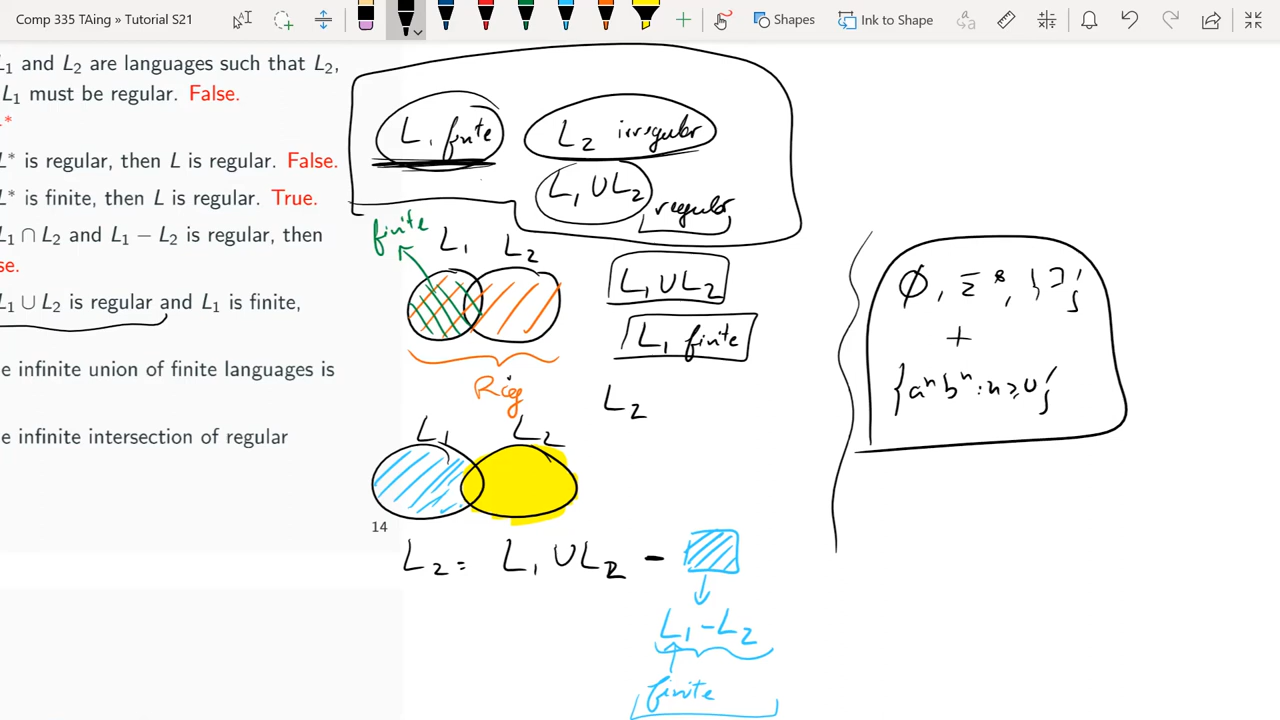 Comp 335 TAing » Tutorial S21
Shapes
Ink to Shape
L₁ and L₂ are languages such that L₂,
L₁ must be regular. False.
*
L* is regular, then L is regular. False.
L* is finite, then L is regular. True.
L₁ ∩ L₂ and L₁ − L₂ is regular, then
se.
L₁ ∪ L₂ is regular and L₁ is finite,
e infinite union of finite languages is
e infinite intersection of regular
14
L₁ finite
L₂ irregular
L₁ ∪ L₂
regular
finite
L₁ L₂
L₁ ∪ L₂
L₁ finite
Reg
L₂
L₁ L₂
L₂ = L₁ ∪ L₂ −
L₁ − L₂
finite
∅, Σ*,
+
{aⁿbⁿ : n ≥ 0}